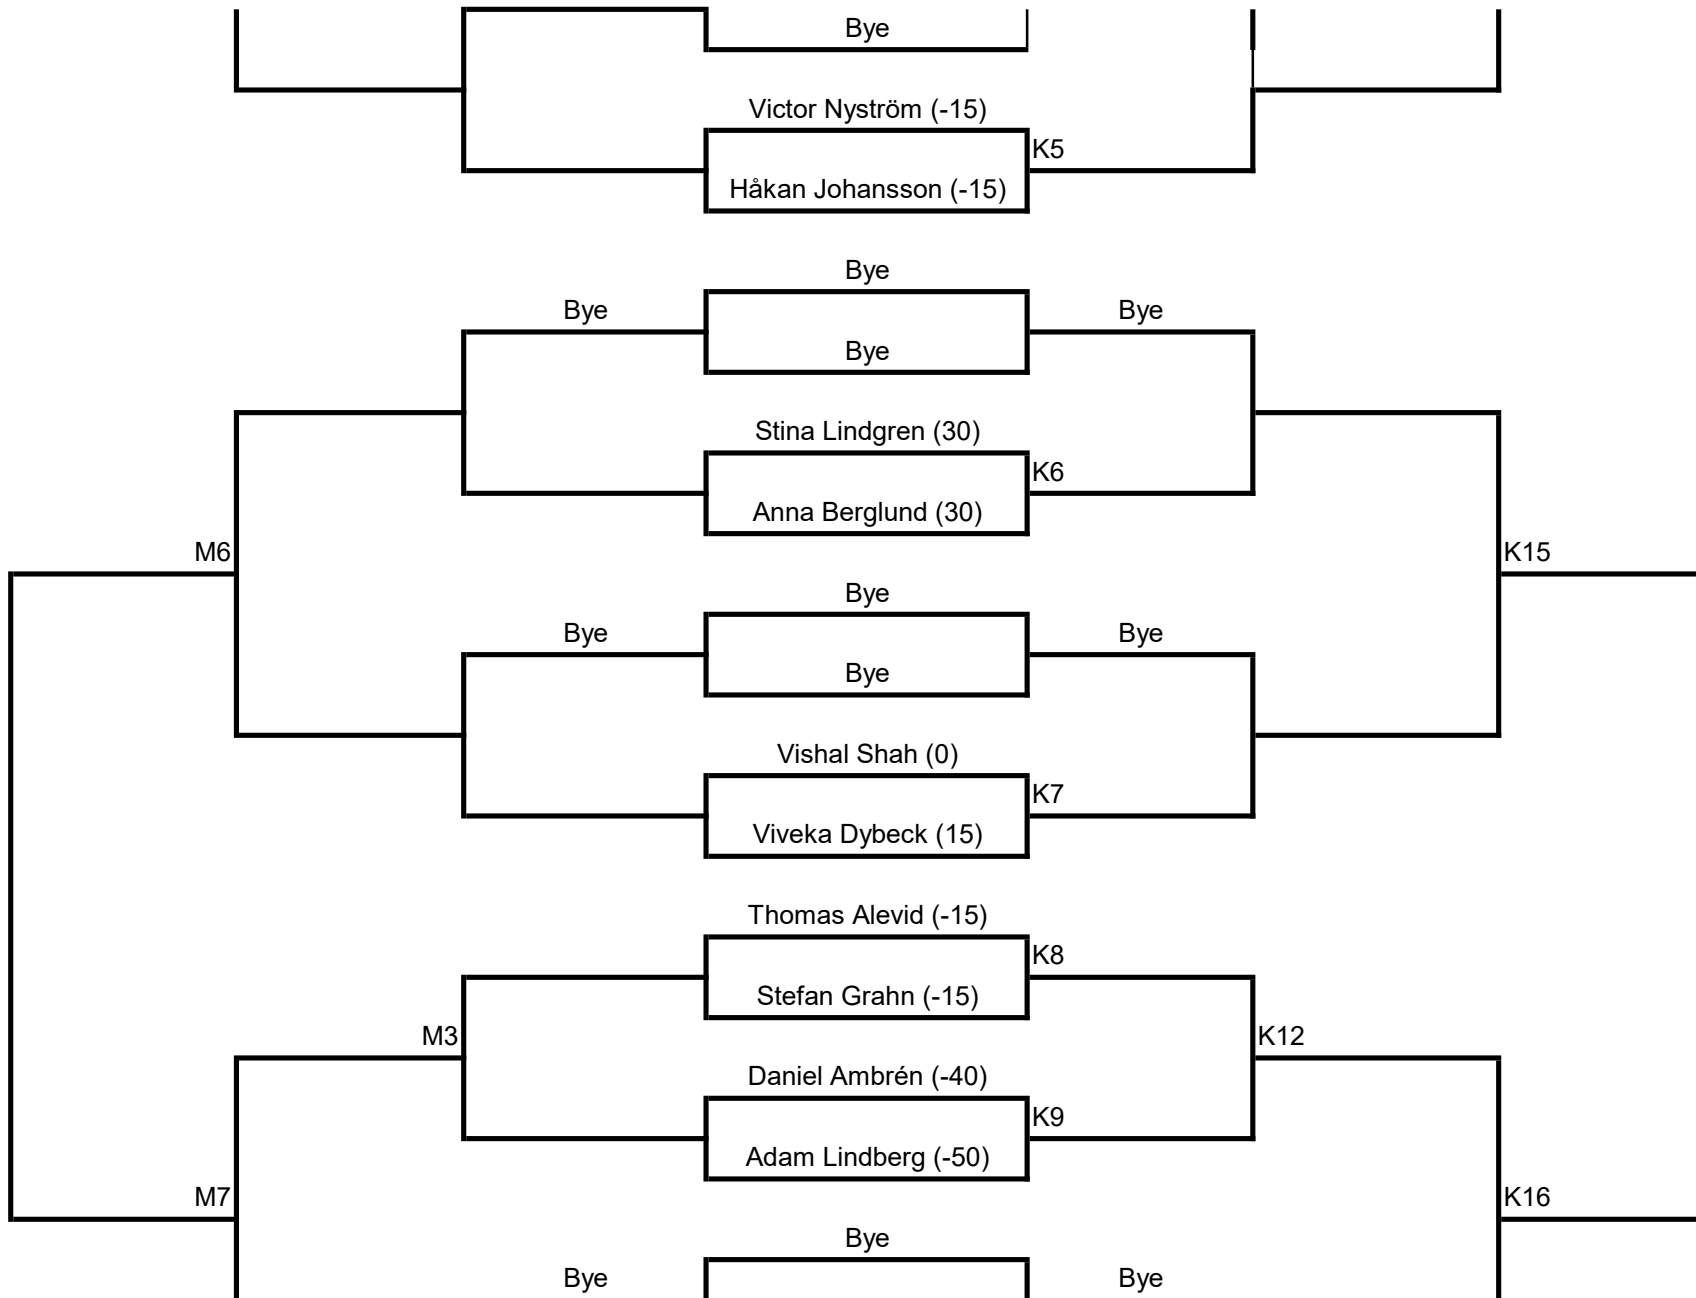 Bye
Victor Nyström (-15)
K5
Håkan Johansson (-15)
Bye
Bye Bye
Bye
Stina Lindgren (30)
K6
Anna Berglund (30)
M6 K15
Bye
Bye Bye
Bye
Vishal Shah (0)
K7
Viveka Dybeck (15)
Thomas Alevid (-15)
K8
Stefan Grahn (-15)
M3 K12
Daniel Ambrén (-40)
K9
Adam Lindberg (-50)
M7 K16
Bye
Bye Bye